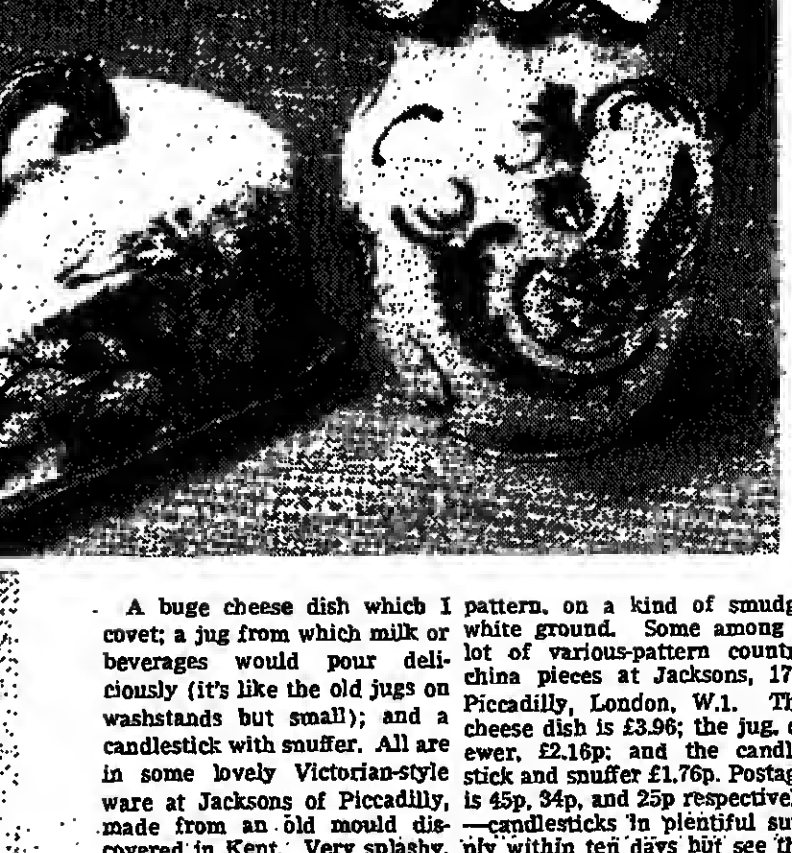 A huge cheese dish which I
covet; a jug from which milk or
beverages would pour deli-
ciously (it's like the old jugs on
washstands but small); and a
candlestick with snuffer. All are
in some lovely Victorian-style
ware at Jacksons of Piccadilly,
made from an old mould dis-
covered in Kent. Very splashy,
pattern, on a kind of smudg
white ground. Some among
lot of various-pattern countr
china pieces at Jacksons, 17
Piccadilly, London, W.1. Th
cheese dish is £3.96; the jug, o
ewer, £2.16p; and the candl
stick and snuffer £1.76p. Postag
is 45p, 34p, and 25p respective
—candlesticks in plentiful su
ply within ten days but see th